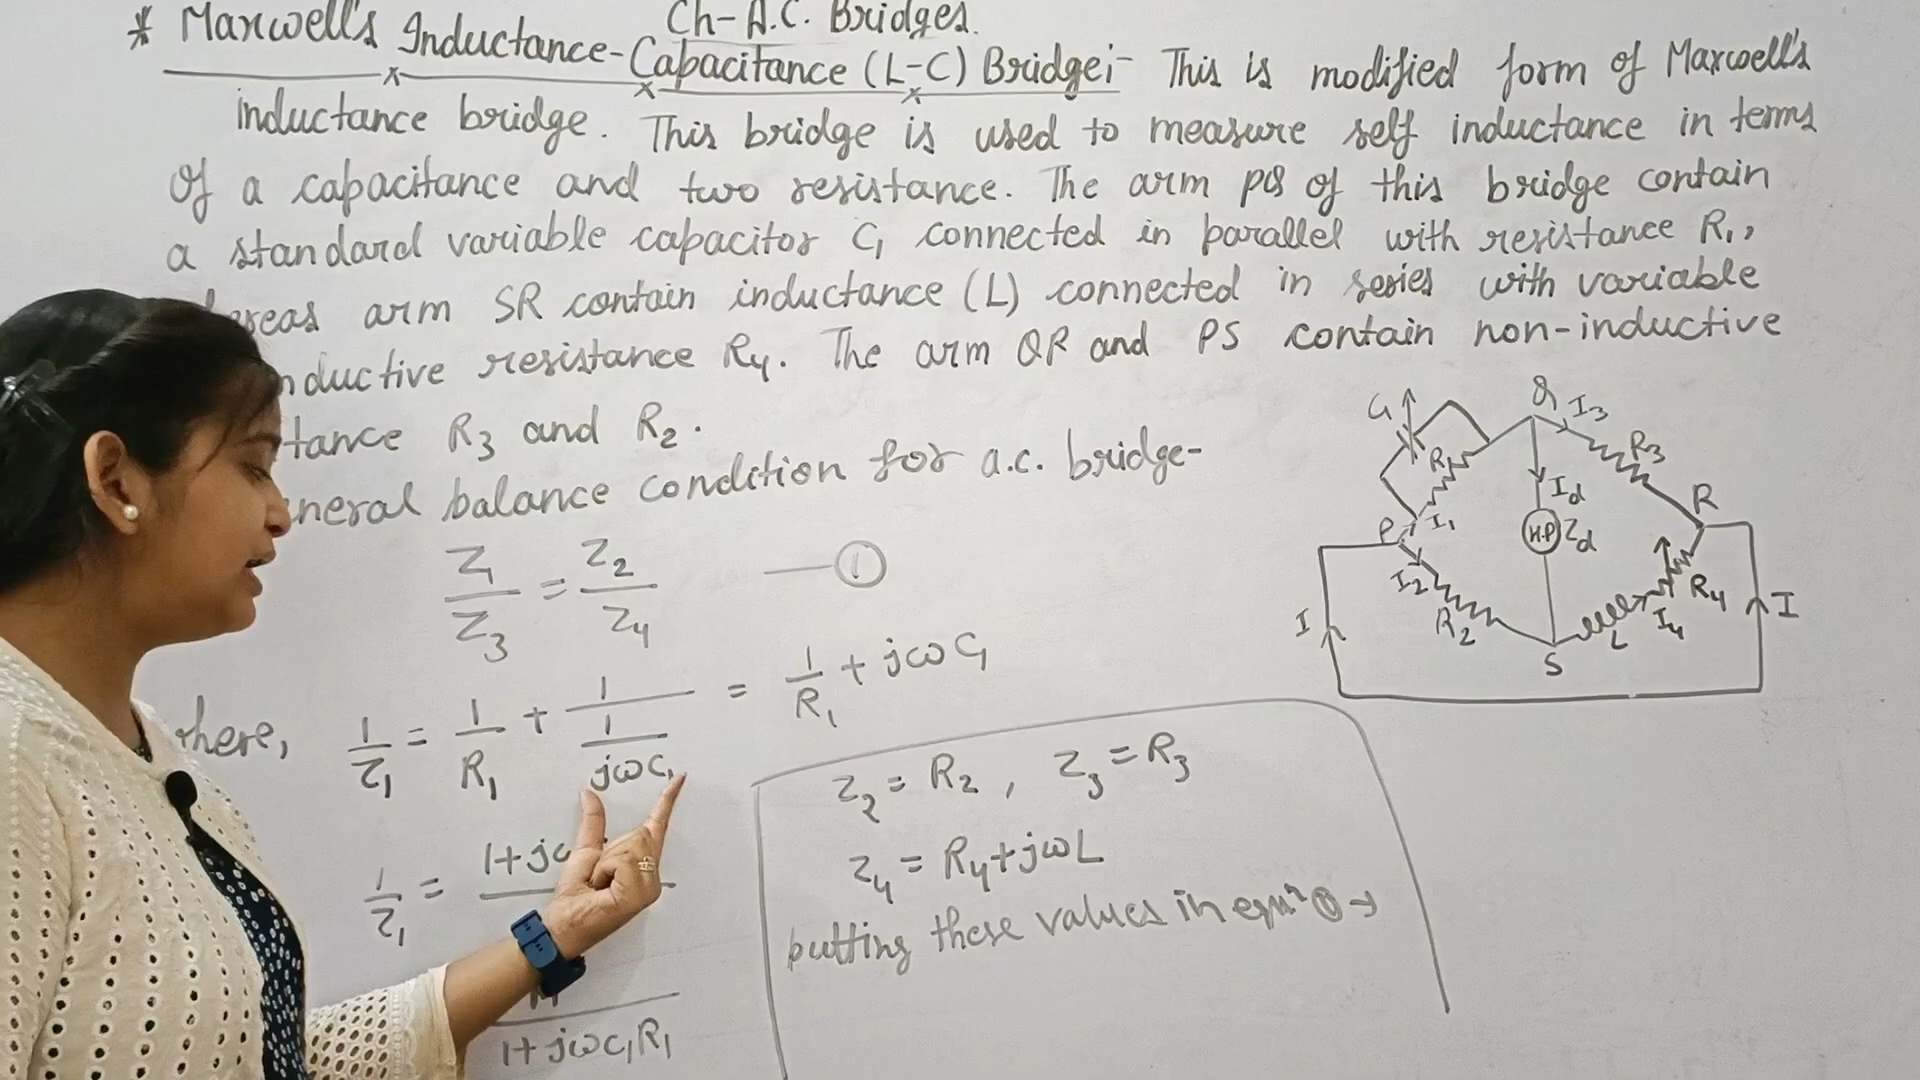 Ch- A.C. Bridges.
* Maxwell's Inductance-Capacitance (L-C) Bridge:- This is modified form of Maxwell's
inductance bridge. This bridge is used to measure self inductance in terms
of a capacitance and two resistance. The arm PQ of this bridge contain
a standard variable capacitor C₁ connected in parallel with resistance R₁,
arm SR contain inductance (L) connected in series with variable
resistance R₄. The arm QR and PS contain non-inductive
R₃ and R₂.
balance condition for a.c. bridge-
Z₁/Z₃ = Z₂/Z₄ —①
1/Z₁ = 1/R₁ + 1/(1/jωC₁) = 1/R₁ + jωC₁
1/Z₁ =
1+jωC₁R₁
Z₂ = R₂, Z₃ = R₃
Z₄ = R₄+jωL
putting these values in eqnⁿ ① →
C₁
Q
I₃
R₁
R₃
I_d
R
P
I₁
H.P
Z_d
I₂
R₂
R₄
I
L
I₄
I
S